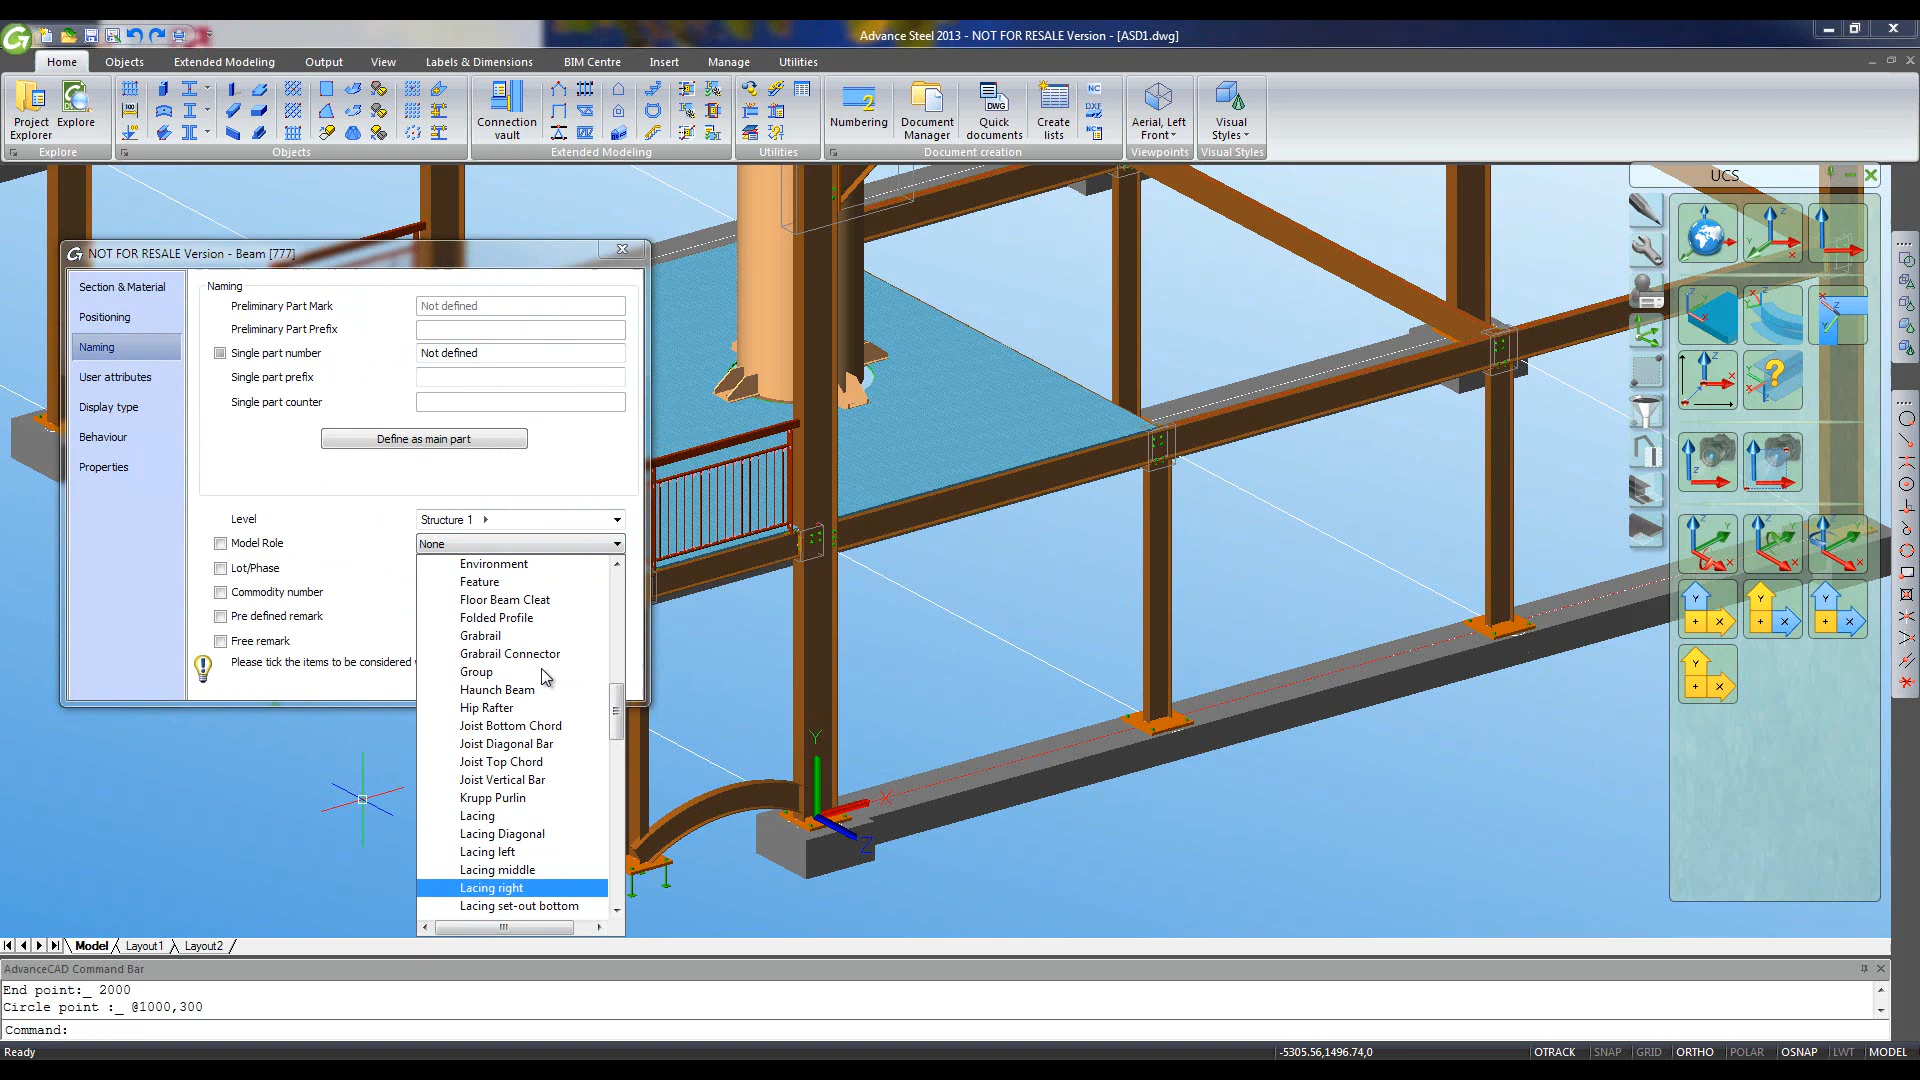 Advance Steel 2013 - NOT FOR RESALE Version - [ASD1.dwg]
Home
Objects
Extended Modeling
Output
View
Labels & Dimensions
BIM Centre
Insert
Manage
Utilities
Project Explorer
Explore
Connection vault
2
Numbering
Document Manager
DWG
Quick documents
Create lists
NC
DXF
NC
Aerial, Left Front
Visual Styles
Explore
Objects
Extended Modeling
Utilities
Document creation
Viewpoints
Visual Styles
UCS
NOT FOR RESALE Version - Beam [777]
Section & Material
Positioning
Naming
User attributes
Display type
Behaviour
Properties
Naming
Preliminary Part Mark
Not defined
Preliminary Part Prefix
Single part number
Not defined
Single part prefix
Single part counter
Define as main part
Level
Structure 1
Model Role
None
Lot/Phase
Commodity number
Pre defined remark
Free remark
Please tick the items to be considered
Environment
Feature
Floor Beam Cleat
Folded Profile
Grabrail
Grabrail Connector
Group
Haunch Beam
Hip Rafter
Joist Bottom Chord
Joist Diagonal Bar
Joist Top Chord
Joist Vertical Bar
Krupp Purlin
Lacing
Lacing Diagonal
Lacing left
Lacing middle
Lacing right
Lacing set-out bottom
Y
X
Z
Model
Layout1
Layout2
AdvanceCAD Command Bar
End point:_ 2000
Circle point :_ @1000,300
Command:
Ready
-5305.56,1496.74,0
OTRACK
SNAP
GRID
ORTHO
POLAR
OSNAP
LWT
MODEL